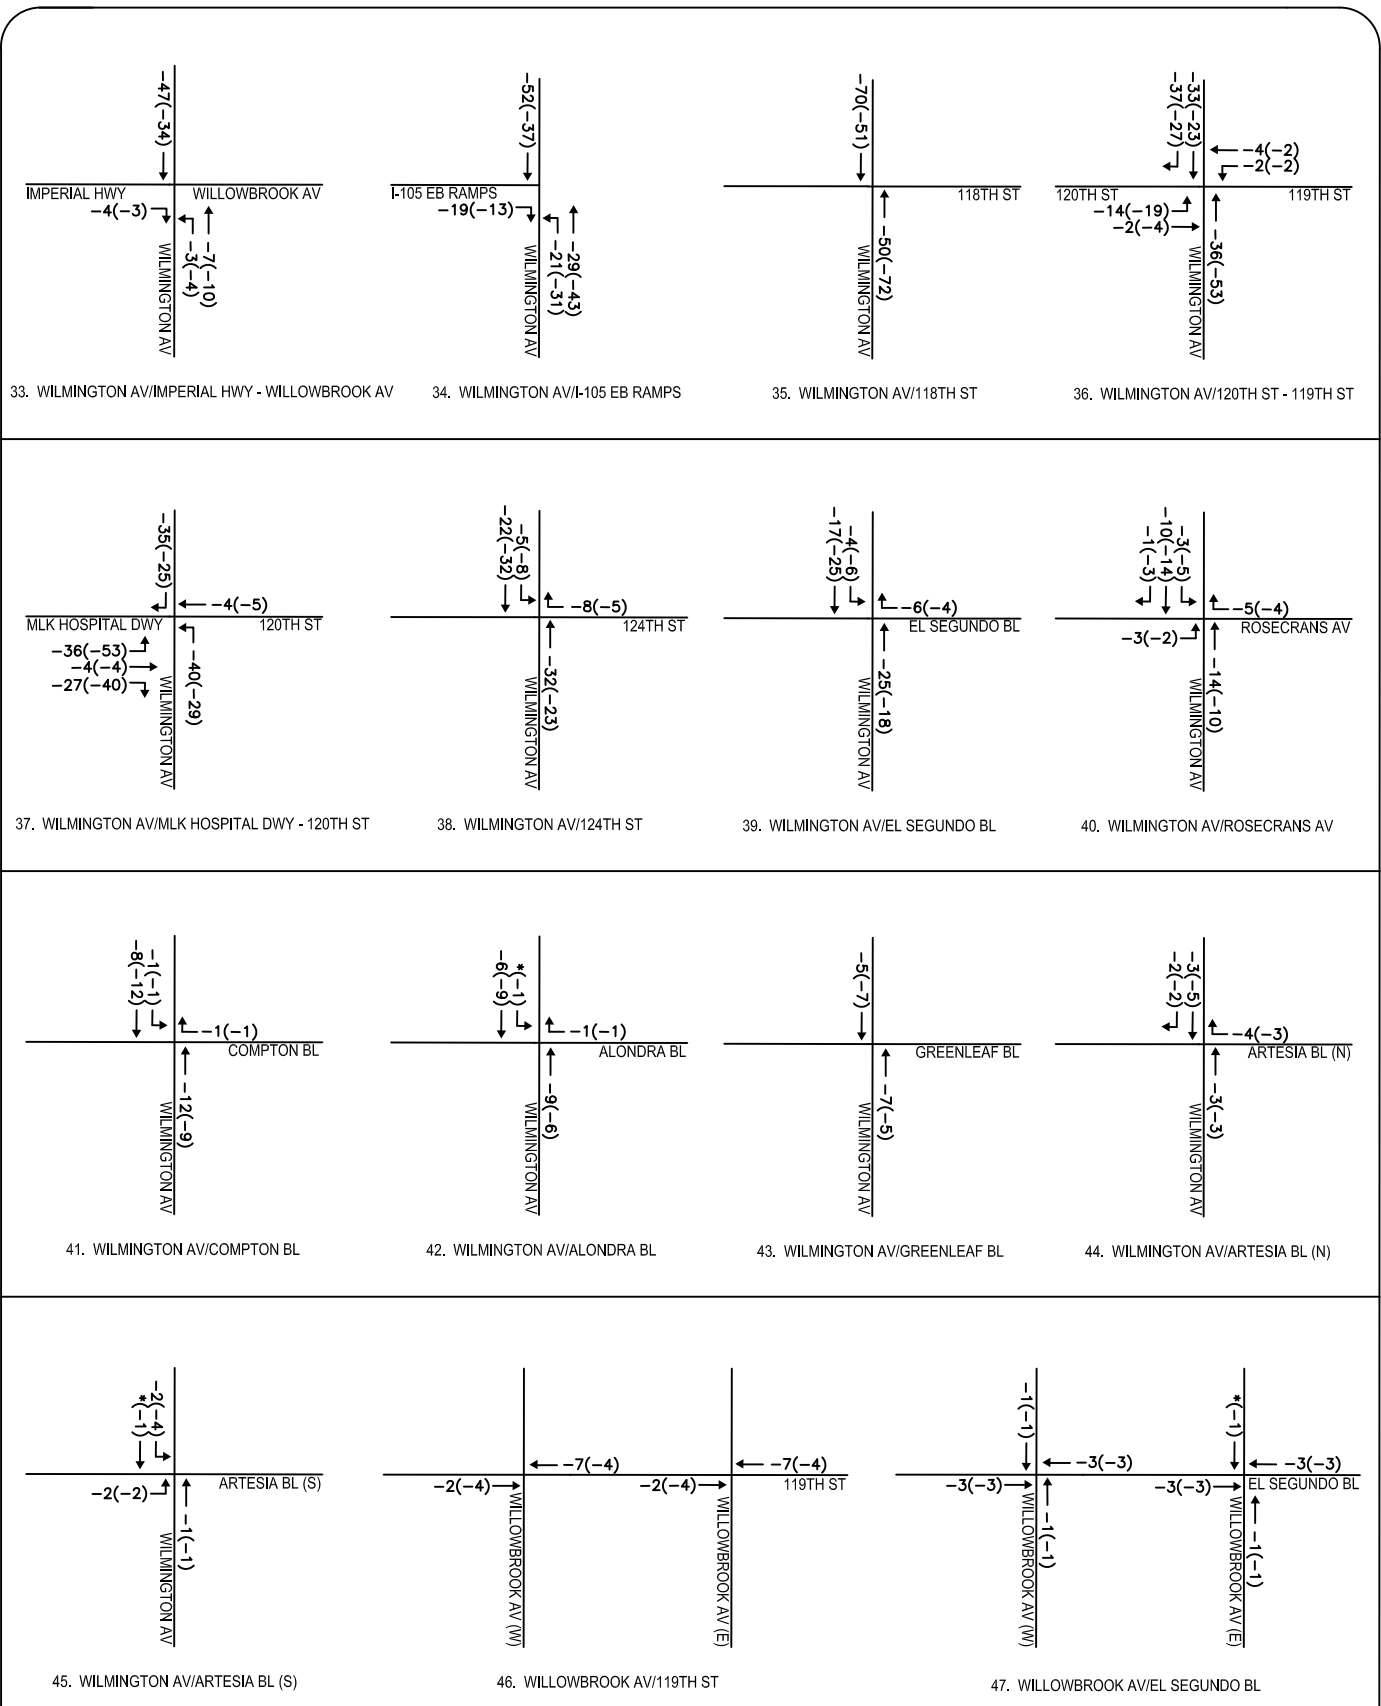 -47(-34)
IMPERIAL HWY
WILLOWBROOK AV
-4(-3)
-3(-4)
-7(-10)
WILMINGTON AV
33. WILMINGTON AV/IMPERIAL HWY - WILLOWBROOK AV
-52(-37)
I-105 EB RAMPS
-19(-13)
-21(-31)
-29(-43)
WILMINGTON AV
34. WILMINGTON AV/I-105 EB RAMPS
-70(-51)
118TH ST
-50(-72)
WILMINGTON AV
35. WILMINGTON AV/118TH ST
-37(-27)
-33(-23)
-4(-2)
-2(-2)
120TH ST
119TH ST
-14(-19)
-2(-4)
-36(-53)
WILMINGTON AV
36. WILMINGTON AV/120TH ST - 119TH ST
-35(-25)
-4(-5)
MLK HOSPITAL DWY
120TH ST
-36(-53)
-4(-4)
-27(-40)
-40(-29)
WILMINGTON AV
37. WILMINGTON AV/MLK HOSPITAL DWY - 120TH ST
-22(-32)
-5(-8)
-8(-5)
124TH ST
-32(-23)
WILMINGTON AV
38. WILMINGTON AV/124TH ST
-17(-25)
-4(-6)
-6(-4)
EL SEGUNDO BL
-25(-18)
WILMINGTON AV
39. WILMINGTON AV/EL SEGUNDO BL
-1(-3)
-10(-14)
-3(-5)
-5(-4)
ROSECRANS AV
-3(-2)
-14(-10)
WILMINGTON AV
40. WILMINGTON AV/ROSECRANS AV
-8(-12)
-1(-1)
-1(-1)
COMPTON BL
-12(-9)
WILMINGTON AV
41. WILMINGTON AV/COMPTON BL
-6(-9)
*(-1)
-1(-1)
ALONDRA BL
-9(-6)
WILMINGTON AV
42. WILMINGTON AV/ALONDRA BL
-5(-7)
GREENLEAF BL
-7(-5)
WILMINGTON AV
43. WILMINGTON AV/GREENLEAF BL
-2(-2)
-3(-5)
-4(-3)
ARTESIA BL (N)
-3(-3)
WILMINGTON AV
44. WILMINGTON AV/ARTESIA BL (N)
*(-1)
-2(-4)
ARTESIA BL (S)
-2(-2)
-1(-1)
WILMINGTON AV
45. WILMINGTON AV/ARTESIA BL (S)
-7(-4)
-2(-4)
WILLOWBROOK AV (W)
-7(-4)
-2(-4)
119TH ST
WILLOWBROOK AV (E)
46. WILLOWBROOK AV/119TH ST
-1(-1)
-3(-3)
-3(-3)
-1(-1)
WILLOWBROOK AV (W)
*(-1)
-3(-3)
-3(-3)
EL SEGUNDO BL
-1(-1)
WILLOWBROOK AV (E)
47. WILLOWBROOK AV/EL SEGUNDO BL